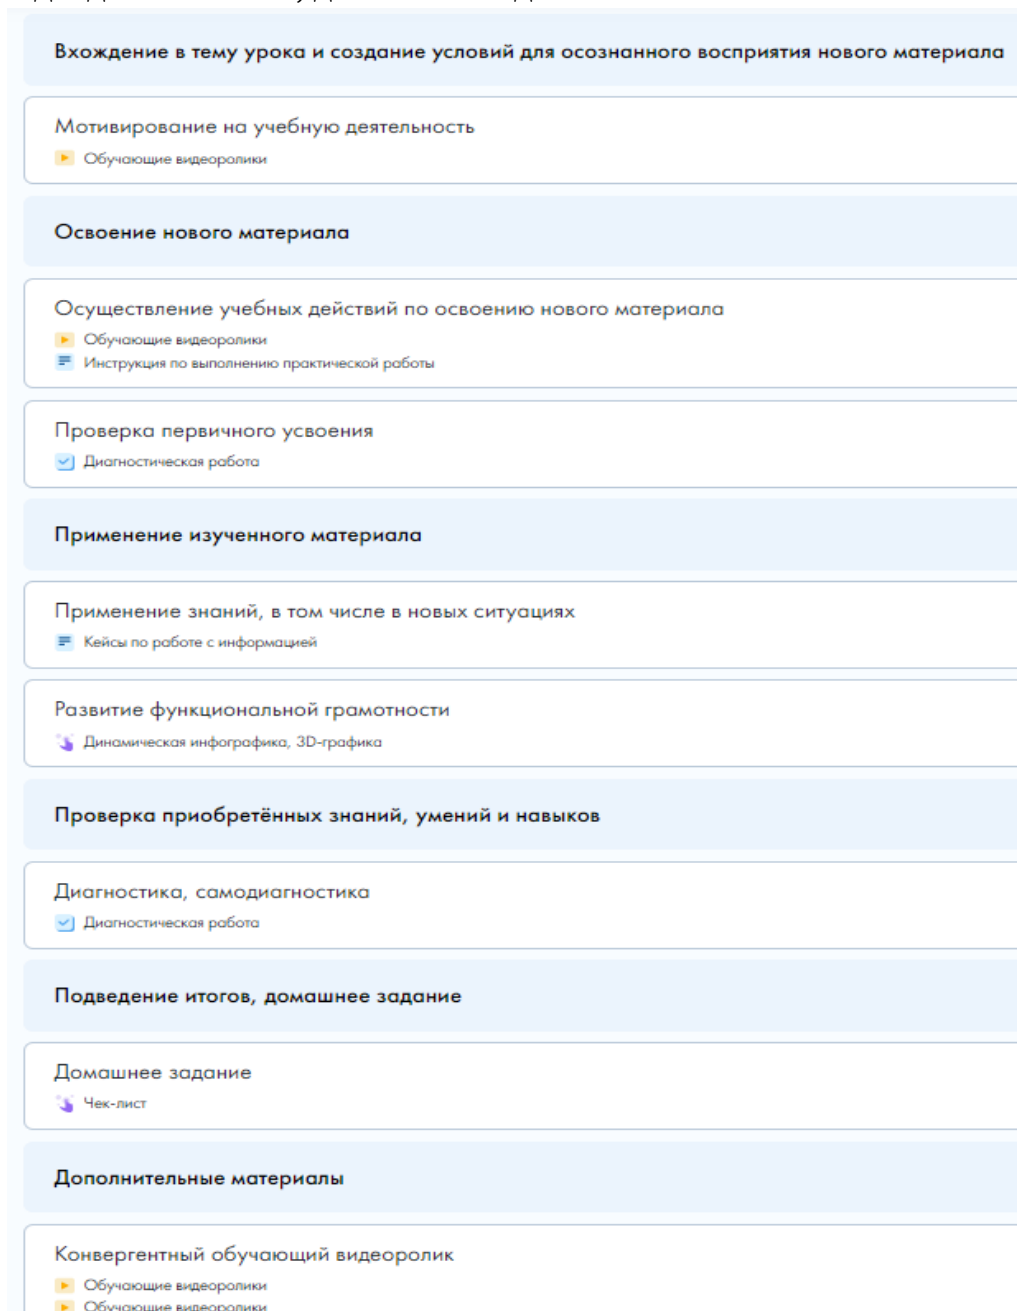 Вхождение в тему урока и создание условий для осознанного восприятия нового материала
Мотивирование на учебную деятельность
Обучающие видеоролики
Освоение нового материала
Осуществление учебных действий по освоению нового материала
Обучающие видеоролики
Инструкция по выполнению практической работы
Проверка первичного усвоения
Диагностическая работа
Применение изученного материала
Применение знаний, в том числе в новых ситуациях
Кейсы по работе с информацией
Развитие функциональной грамотности
Динамическая инфографика, 3D-графика
Проверка приобретённых знаний, умений и навыков
Диагностика, самодиагностика
Диагностическая работа
Подведение итогов, домашнее задание
Домашнее задание
Чек-лист
Дополнительные материалы
Конвергентный обучающий видеоролик
Обучающие видеоролики
Обучающие видеоролики